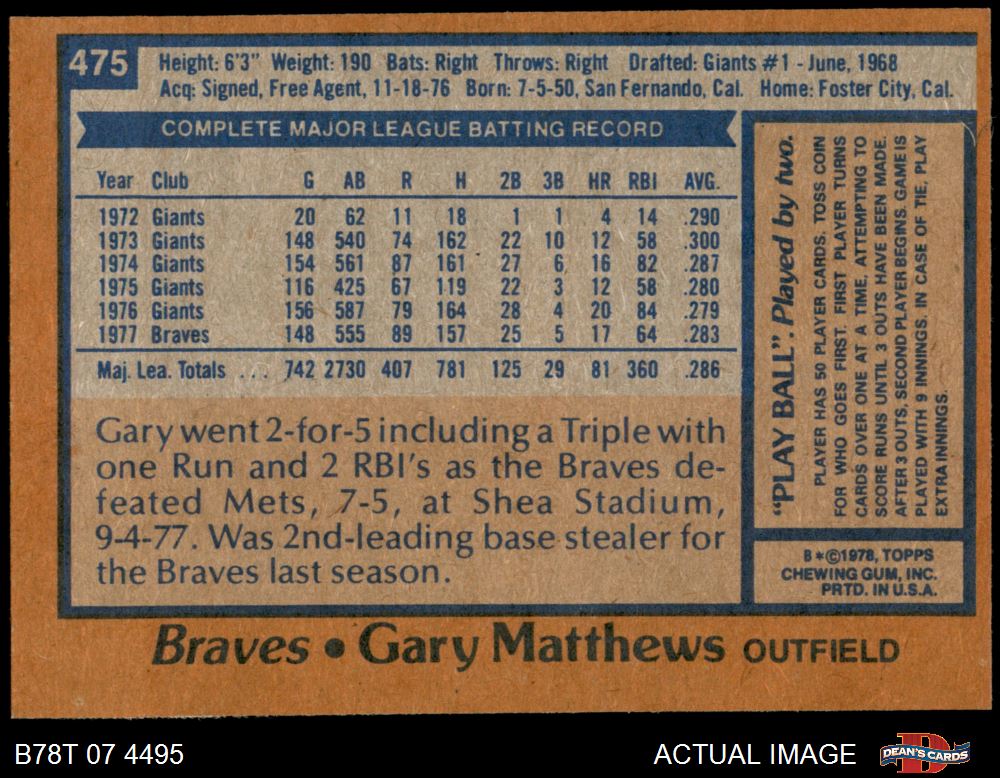 475
Height: 6'3" Weight: 190 Bats: Right Throws: Right Drafted: Giants #1 - June, 1968
Acq: Signed, Free Agent, 11-18-76 Born: 7-5-50, San Fernando, Cal. Home: Foster City, Cal.
COMPLETE MAJOR LEAGUE BATTING RECORD
Year Club G AB R H 2B 3B HR RBI AVG.
1972 Giants 20 62 11 18 1 1 4 14 .290
1973 Giants 148 540 74 162 22 10 12 58 .300
1974 Giants 154 561 87 161 27 6 16 82 .287
1975 Giants 116 425 67 119 22 3 12 58 .280
1976 Giants 156 587 79 164 28 4 20 84 .279
1977 Braves 148 555 89 157 25 5 17 64 .283
Maj. Lea. Totals . . . 742 2730 407 781 125 29 81 360 .286
Gary went 2-for-5 including a Triple with
one Run and 2 RBI's as the Braves de-
feated Mets, 7-5, at Shea Stadium,
9-4-77. Was 2nd-leading base stealer for
the Braves last season.
"PLAY BALL". Played by two.
PLAYER HAS 50 PLAYER CARDS. TOSS COIN
FOR WHO GOES FIRST. FIRST PLAYER TURNS
CARDS OVER ONE AT A TIME, ATTEMPTING TO
SCORE RUNS UNTIL 3 OUTS HAVE BEEN MADE.
AFTER 3 OUTS, SECOND PLAYER BEGINS. GAME IS
PLAYED WITH 9 INNINGS. IN CASE OF TIE, PLAY
EXTRA INNINGS.
B*©1978, TOPPS
CHEWING GUM, INC.
PRTD. IN U.S.A.
Braves • Gary Matthews OUTFIELD
B78T 07 4495
ACTUAL IMAGE
DEAN'S CARDS